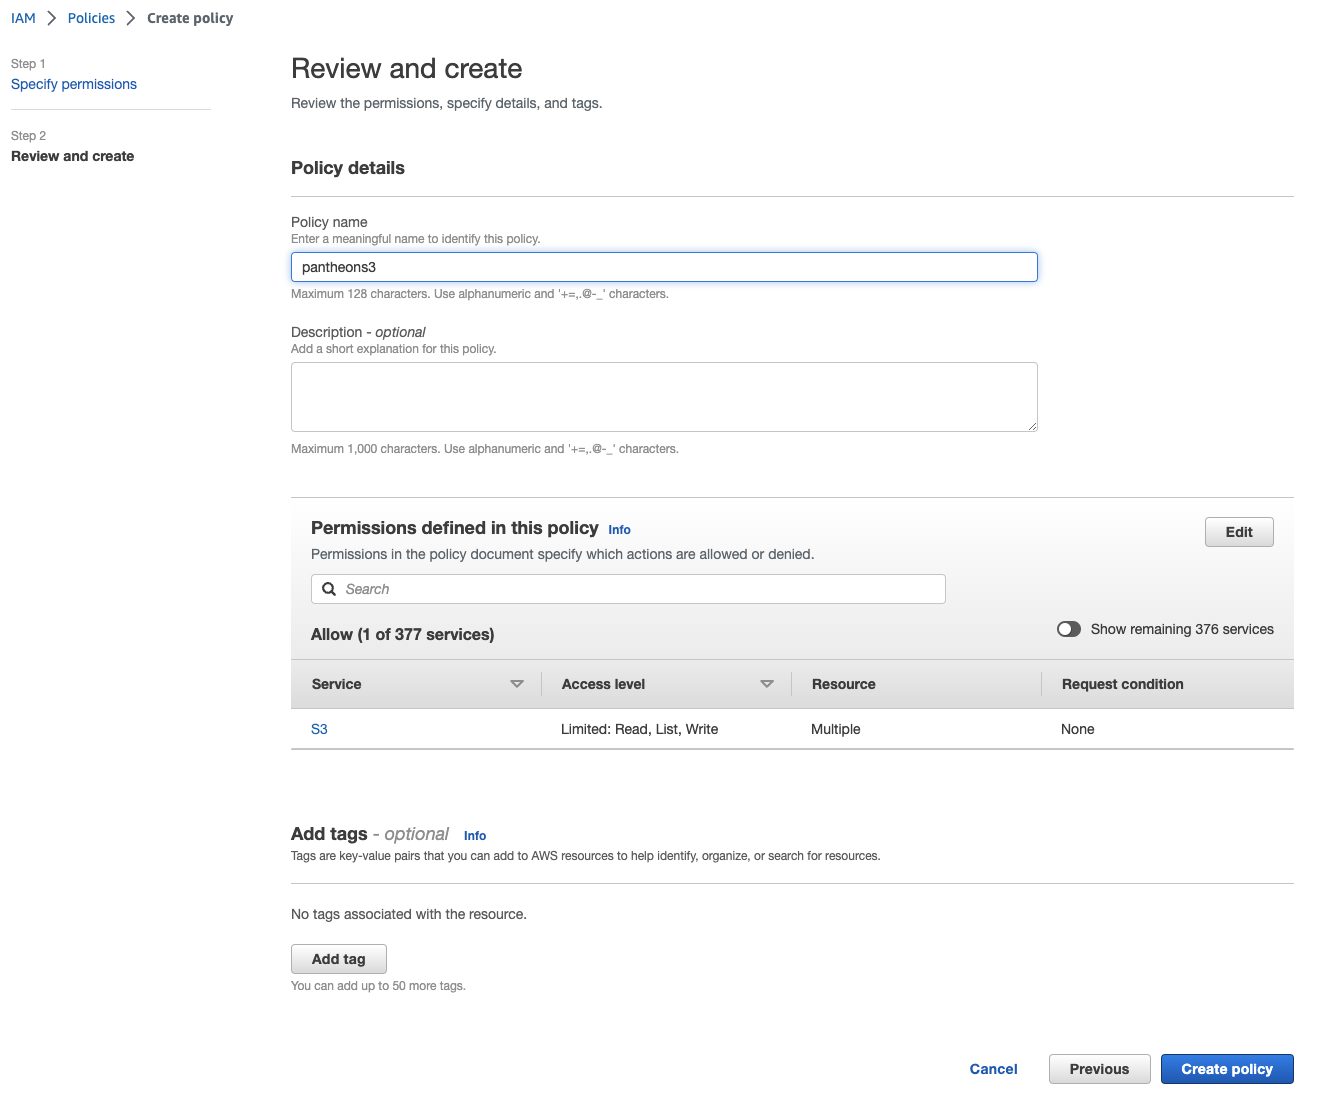 IAM > Policies > Create policy
Step 1
Specify permissions
Step 2
Review and create
Review and create
Review the permissions, specify details, and tags.
Policy details
Policy name
Enter a meaningful name to identify this policy.
pantheons3
Maximum 128 characters. Use alphanumeric and '+=,.@-_' characters.
Description - optional
Add a short explanation for this policy.
Maximum 1,000 characters. Use alphanumeric and '+=,.@-_' characters.
Permissions defined in this policy Info
Edit
Permissions in the policy document specify which actions are allowed or denied.
Search
Allow (1 of 377 services)
Show remaining 376 services
Service Access level Resource Request condition
S3 Limited: Read, List, Write Multiple None
Add tags - optional Info
Tags are key-value pairs that you can add to AWS resources to help identify, organize, or search for resources.
No tags associated with the resource.
Add tag
You can add up to 50 more tags.
Cancel Previous Create policy